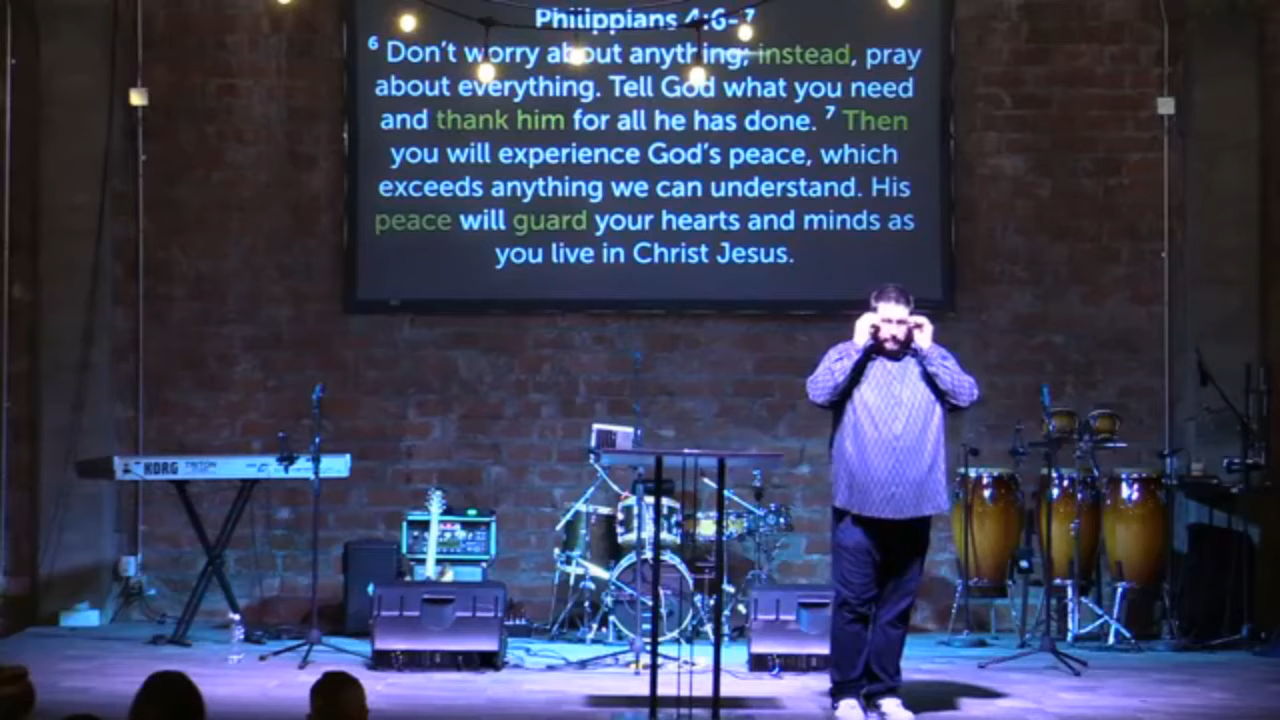 Philippians 4:6-7
6 Don't worry about anything; instead, pray
about everything. Tell God what you need
and thank him for all he has done. 7 Then
you will experience God's peace, which
exceeds anything we can understand. His
peace will guard your hearts and minds as
you live in Christ Jesus.
KORG TRITON